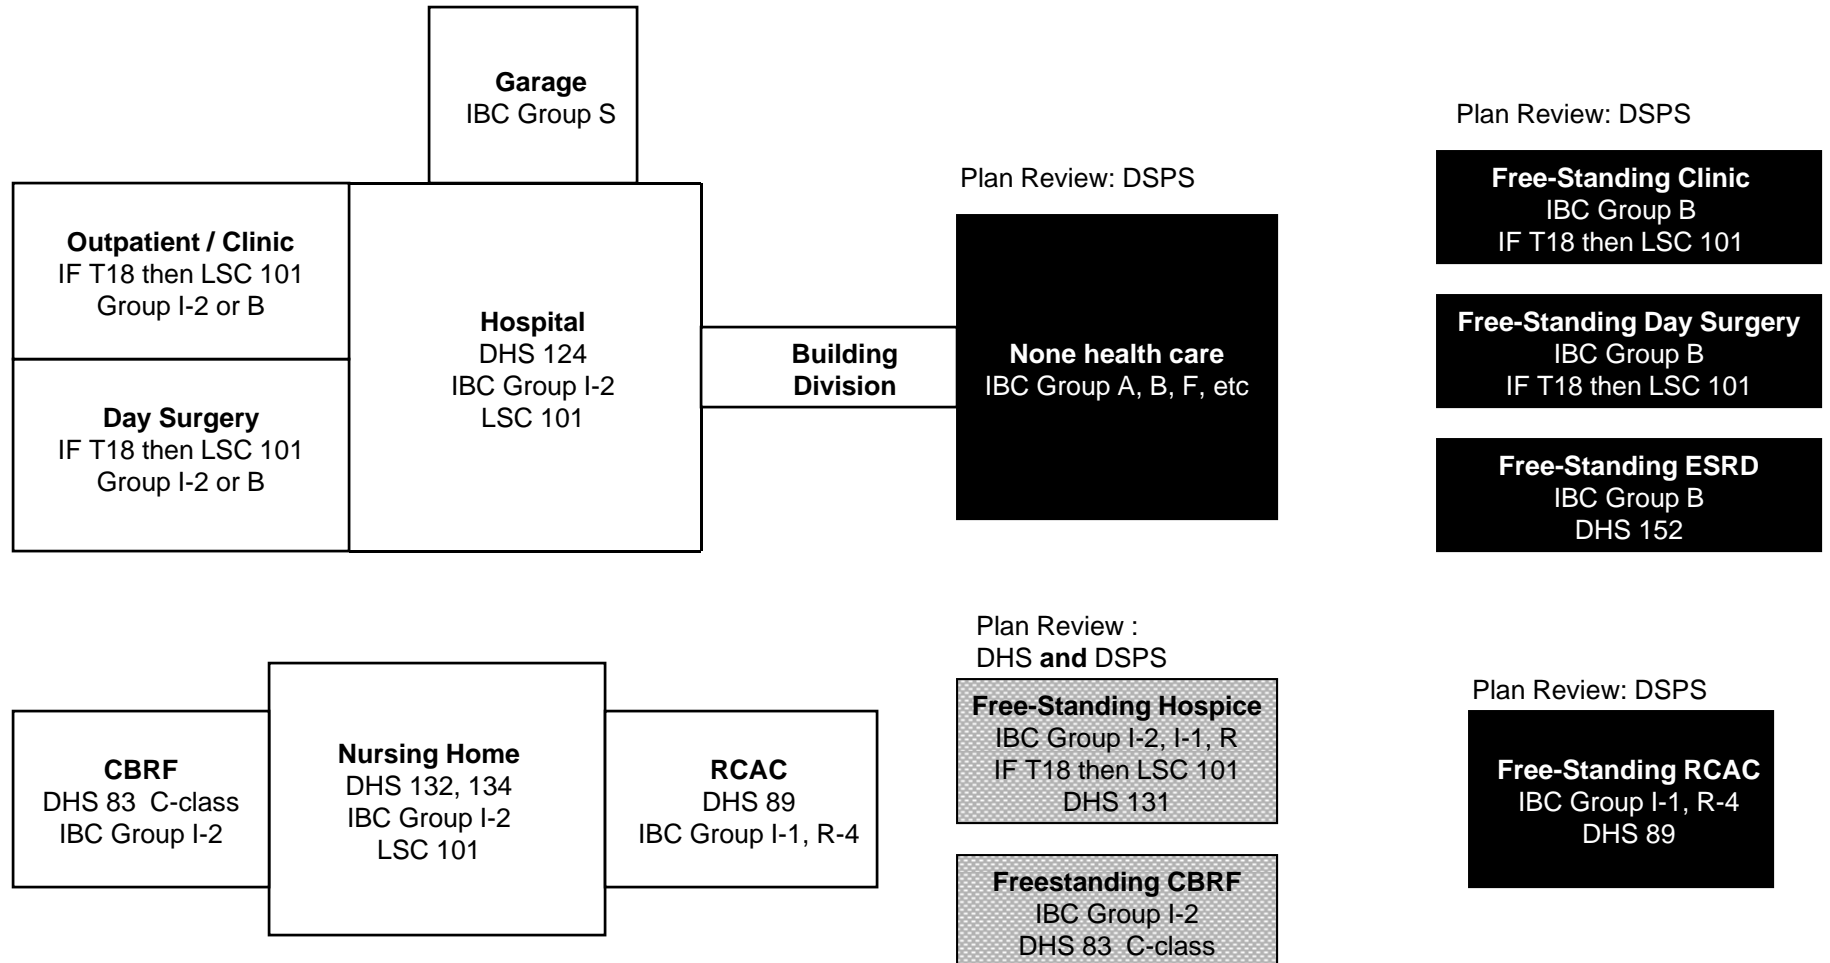 Garage
IBC Group S
Outpatient / Clinic
IF T18 then LSC 101
Group I-2 or B
Day Surgery
IF T18 then LSC 101
Group I-2 or B
Hospital
DHS 124
IBC Group I-2
LSC 101
Building
Division
Plan Review: DSPS
None health care
IBC Group A, B, F, etc
Plan Review: DSPS
Free-Standing Clinic
IBC Group B
IF T18 then LSC 101
Free-Standing Day Surgery
IBC Group B
IF T18 then LSC 101
Free-Standing ESRD
IBC Group B
DHS 152
CBRF
DHS 83  C-class
IBC Group I-2
Nursing Home
DHS 132, 134
IBC Group I-2
LSC 101
RCAC
DHS 89
IBC Group I-1, R-4
Plan Review :
DHS and DSPS
Free-Standing Hospice
IBC Group I-2, I-1, R
IF T18 then LSC 101
DHS 131
Freestanding CBRF
IBC Group I-2
DHS 83  C-class
Plan Review: DSPS
Free-Standing RCAC
IBC Group I-1, R-4
DHS 89